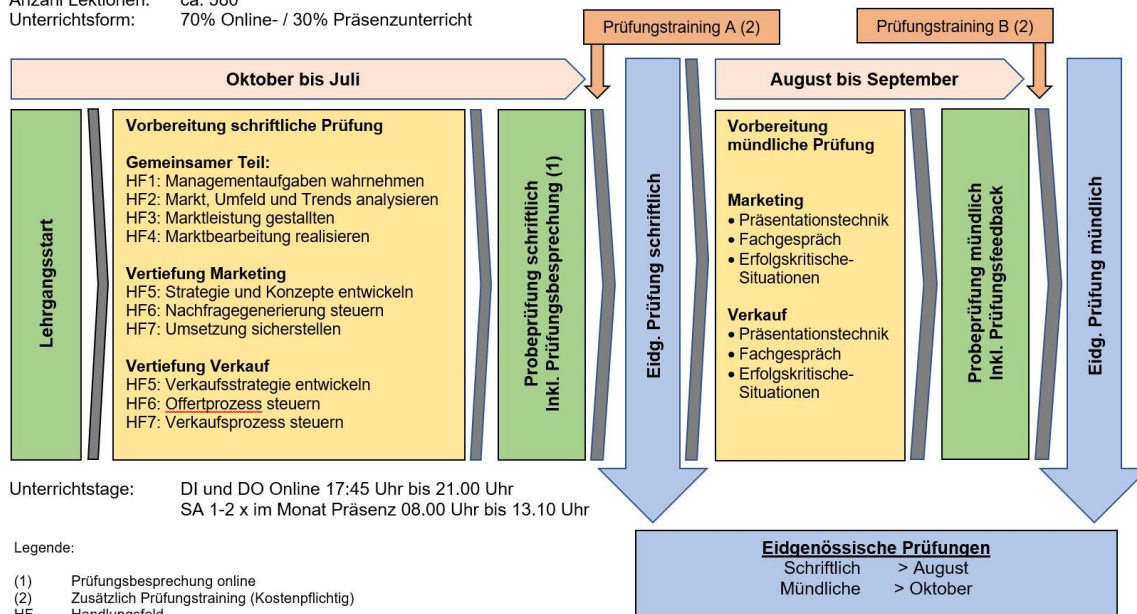 Anzahl Lektionen: ca. 580
Unterrichtsform: 70% Online- / 30% Präsenzunterricht
Prüfungstraining A (2)
Prüfungstraining B (2)
Oktober bis Juli
August bis September
Lehrgangsstart
Vorbereitung schriftliche Prüfung
Gemeinsamer Teil:
HF1: Managementaufgaben wahrnehmen
HF2: Markt, Umfeld und Trends analysieren
HF3: Marktleistung gestallten
HF4: Marktbearbeitung realisieren
Vertiefung Marketing
HF5: Strategie und Konzepte entwickeln
HF6: Nachfragegenerierung steuern
HF7: Umsetzung sicherstellen
Vertiefung Verkauf
HF5: Verkaufsstrategie entwickeln
HF6: Offertprozess steuern
HF7: Verkaufsprozess steuern
Probeprüfung schriftlich
Inkl. Prüfungsbesprechung (1)
Eidg. Prüfung schriftlich
Vorbereitung
mündliche Prüfung
Marketing
• Präsentationstechnik
• Fachgespräch
• Erfolgskritische-
Situationen
Verkauf
• Präsentationstechnik
• Fachgespräch
• Erfolgskritische-
Situationen
Probeprüfung mündlich
Inkl. Prüfungsfeedback
Eidg. Prüfung mündlich
Unterrichtstage: DI und DO Online 17:45 Uhr bis 21.00 Uhr
SA 1-2 x im Monat Präsenz 08.00 Uhr bis 13.10 Uhr
Legende:
(1) Prüfungsbesprechung online
(2) Zusätzlich Prüfungstraining (Kostenpflichtig)
HF Handlungsfeld
Eidgenössische Prüfungen
Schriftlich > August
Mündliche > Oktober